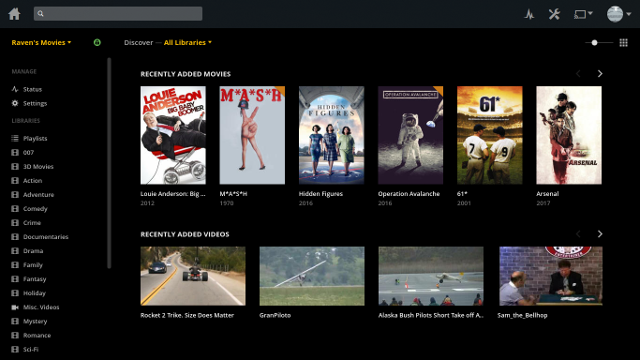 Raven's Movies
Discover — All Libraries
MANAGE
Status
Settings
LIBRARIES
Playlists
007
3D Movies
Action
Adventure
Comedy
Crime
Documentaries
Drama
Family
Fantasy
Holiday
Misc. Videos
Mystery
Romance
Sci-Fi
RECENTLY ADDED MOVIES
LOUIE ANDERSON: BIG BABY BOOMER
M*A*S*H
HIDDEN FIGURES
OPERATION AVALANCHE
61*
7 9
ARSENAL
Louie Anderson: Big ...
2012
M*A*S*H
1970
Hidden Figures
2016
Operation Avalanche
2016
61*
2001
Arsenal
2017
RECENTLY ADDED VIDEOS
Rocket 2 Trike. Size Does Matter
GranPiloto
Alaska Bush Pilots Short Take off A...
Sam_the_Bellhop